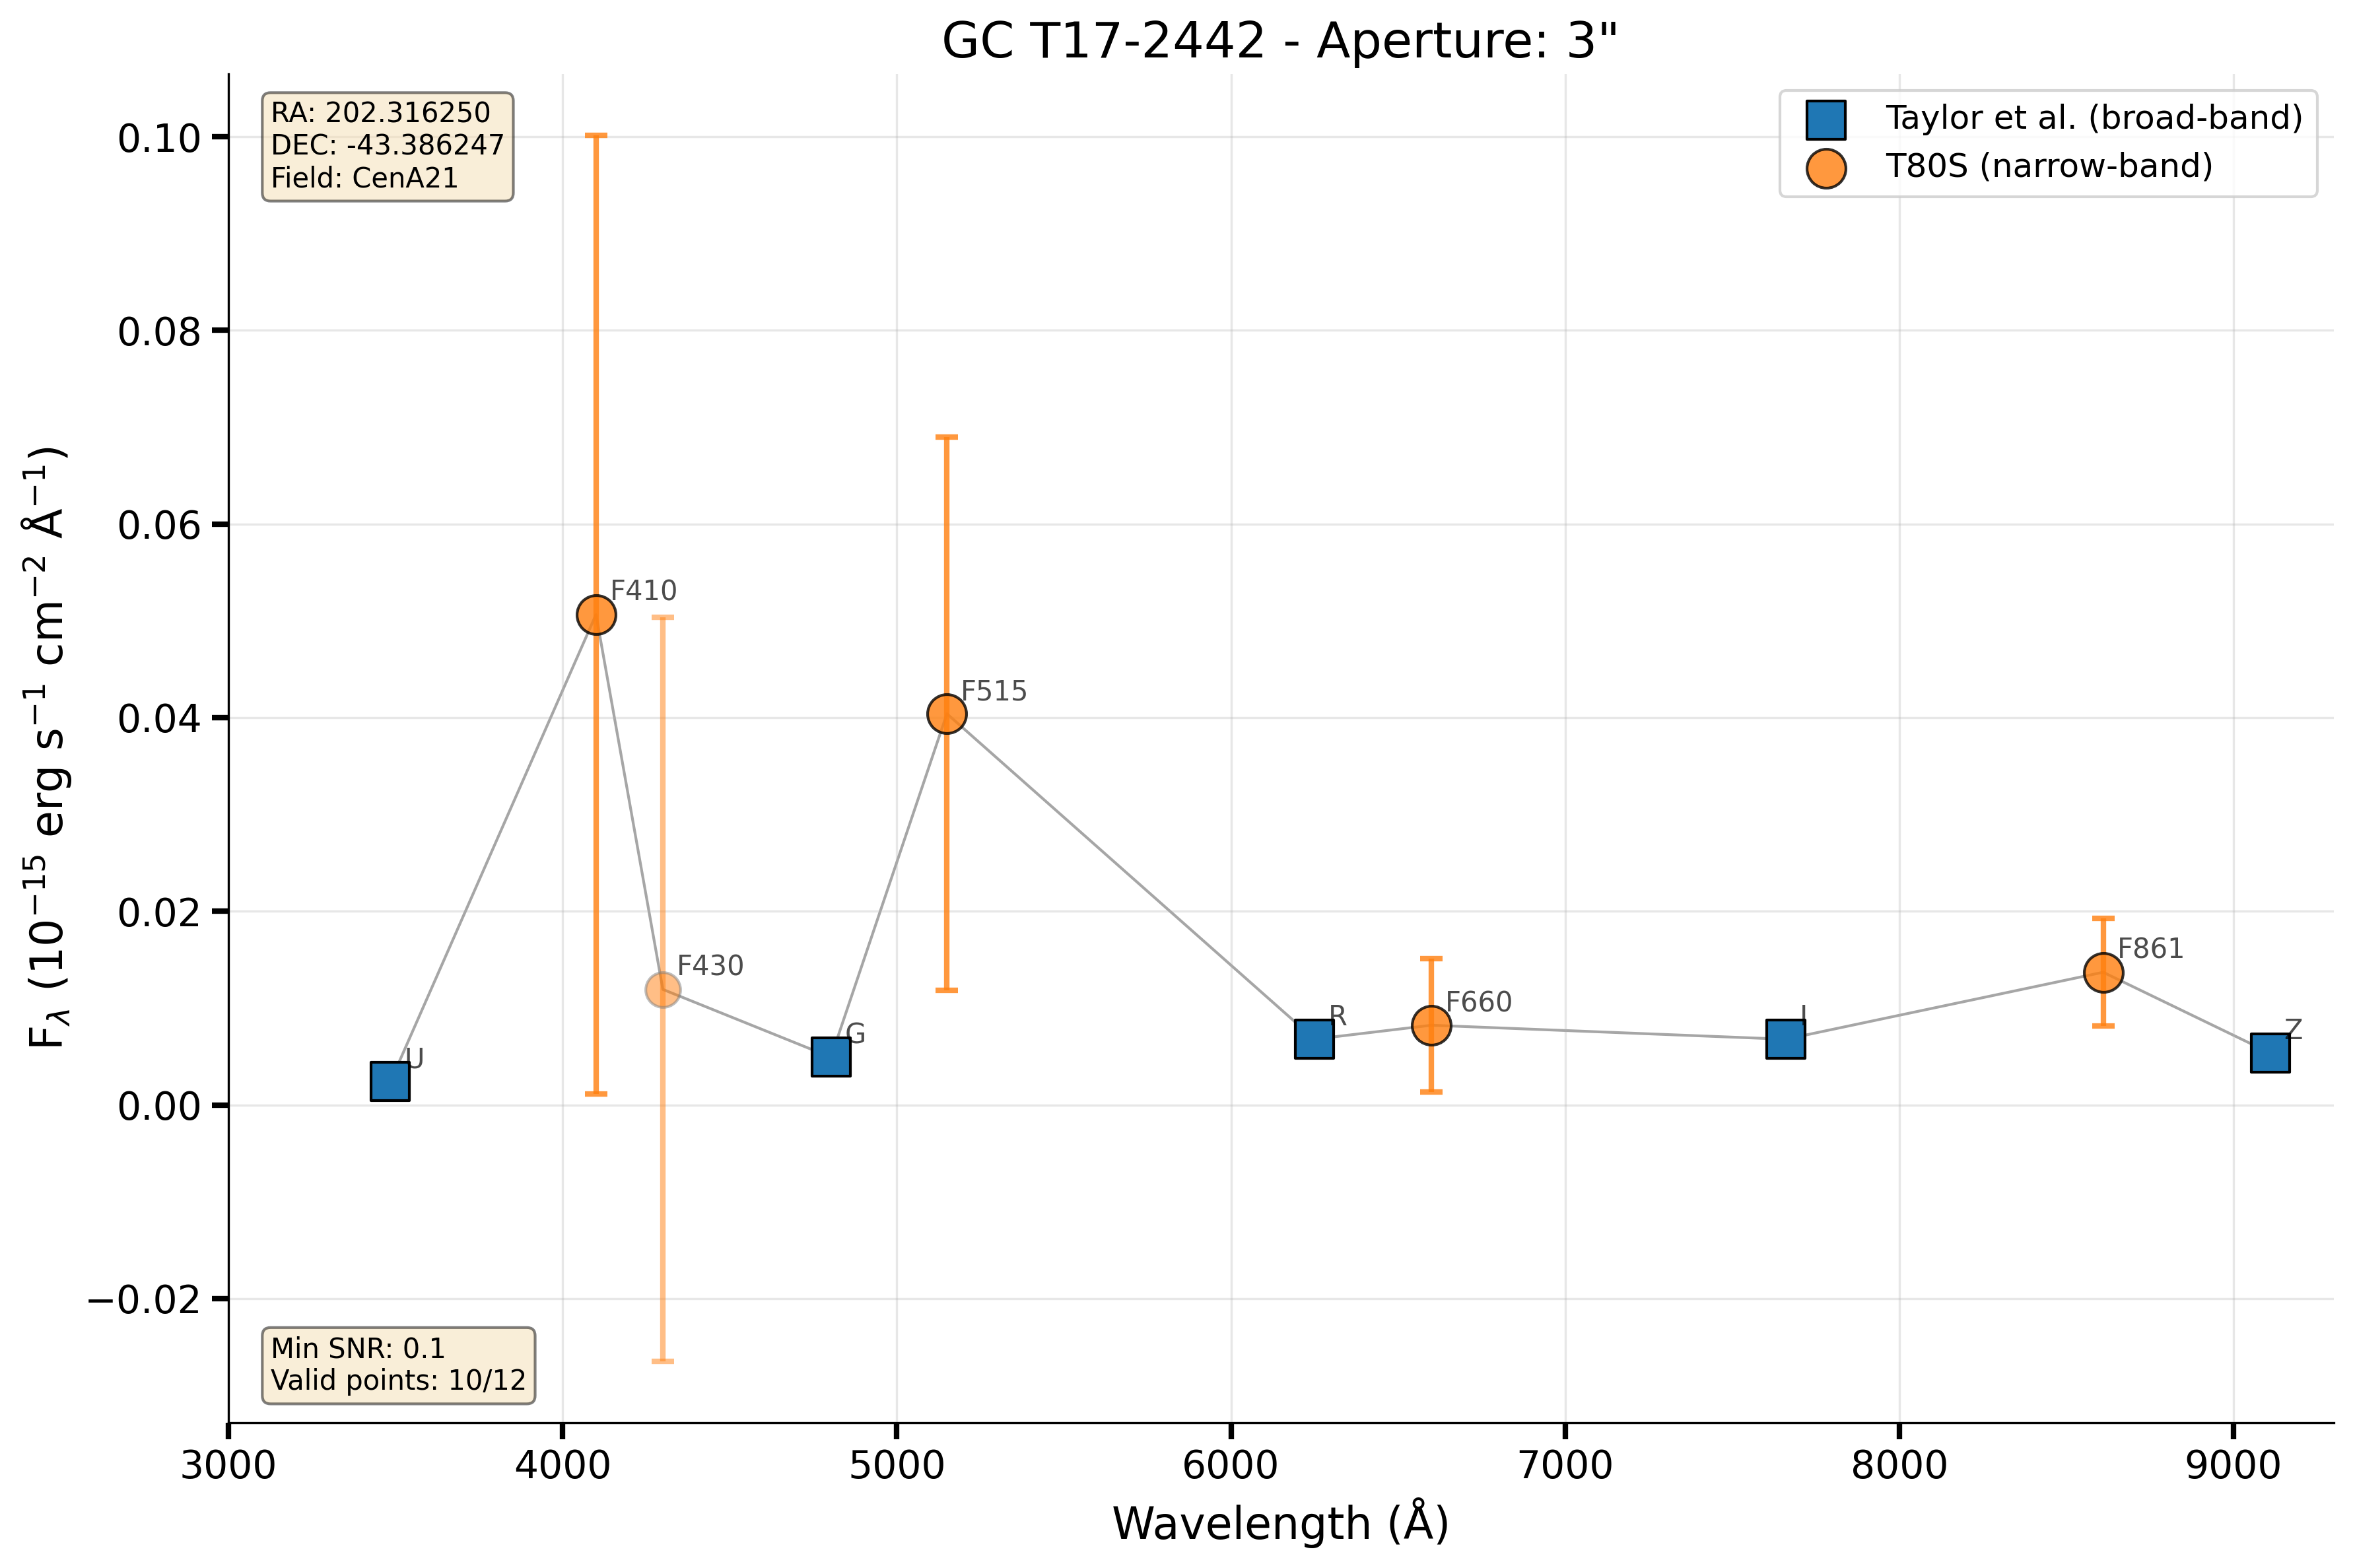 GC T17-2442 - Aperture: 3"
RA: 202.316250
DEC: -43.386247
Field: CenA21
Taylor et al. (broad-band)
T80S (narrow-band)
0.10
0.08
0.06
0.04
0.02
0.00
−0.02
F_λ (10⁻¹⁵ erg s⁻¹ cm⁻² Å⁻¹)
U
F410
F430
G
F515
R
F660
I
F861
Z
Min SNR: 0.1
Valid points: 10/12
3000
4000
5000
6000
7000
8000
9000
Wavelength (Å)